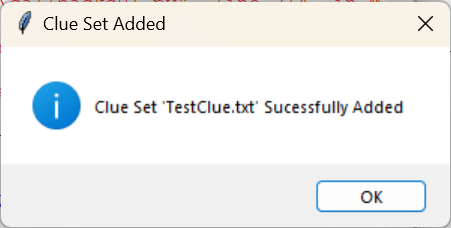 Clue Set Added
Clue Set 'TestClue.txt' Sucessfully Added
OK